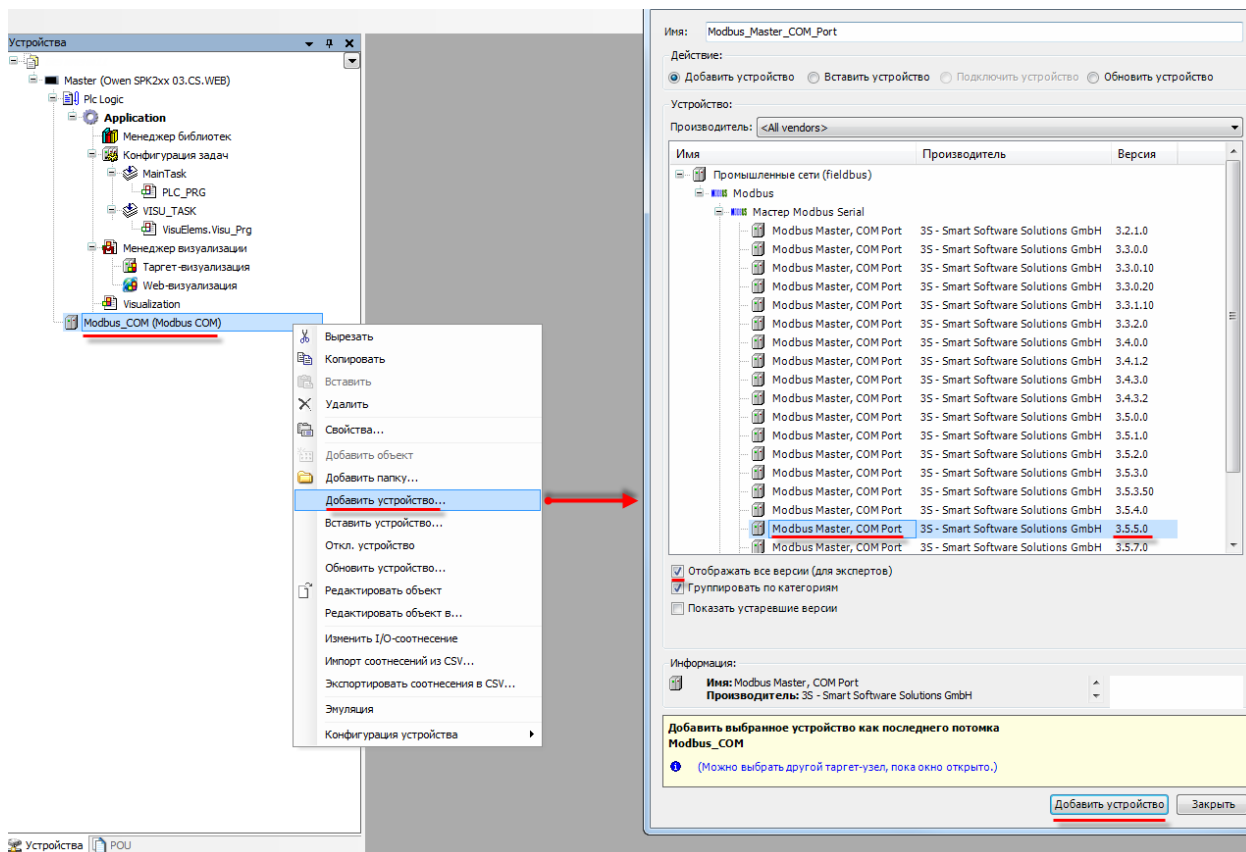 Устройства
Master (Owen SPK2xx 03.CS.WEB)
Plc Logic
Application
Менеджер библиотек
Конфигурация задач
MainTask
PLC_PRG
VISU_TASK
VisuElems.Visu_Prg
Менеджер визуализации
Таргет-визуализация
Web-визуализация
Visualization
Modbus_COM (Modbus COM)
Вырезать
Копировать
Вставить
Удалить
Свойства...
Добавить объект
Добавить папку...
Добавить устройство...
Вставить устройство...
Откл. устройство
Обновить устройство...
Редактировать объект
Редактировать объект в...
Изменить I/O-соотнесение
Импорт соотнесений из CSV...
Экспортировать соотнесения в CSV...
Эмуляция
Конфигурация устройства
Устройства POU
Имя: Modbus_Master_COM_Port
Действие:
Добавить устройство Вставить устройство Подключить устройство Обновить устройство
Устройство:
Производитель: <All vendors>
Имя Производитель Версия
Промышленные сети (fieldbus)
Modbus
Мастер Modbus Serial
Modbus Master, COM Port 3S - Smart Software Solutions GmbH 3.2.1.0
Modbus Master, COM Port 3S - Smart Software Solutions GmbH 3.3.0.0
Modbus Master, COM Port 3S - Smart Software Solutions GmbH 3.3.0.10
Modbus Master, COM Port 3S - Smart Software Solutions GmbH 3.3.0.20
Modbus Master, COM Port 3S - Smart Software Solutions GmbH 3.3.1.10
Modbus Master, COM Port 3S - Smart Software Solutions GmbH 3.3.2.0
Modbus Master, COM Port 3S - Smart Software Solutions GmbH 3.4.0.0
Modbus Master, COM Port 3S - Smart Software Solutions GmbH 3.4.1.2
Modbus Master, COM Port 3S - Smart Software Solutions GmbH 3.4.3.0
Modbus Master, COM Port 3S - Smart Software Solutions GmbH 3.4.3.2
Modbus Master, COM Port 3S - Smart Software Solutions GmbH 3.5.0.0
Modbus Master, COM Port 3S - Smart Software Solutions GmbH 3.5.1.0
Modbus Master, COM Port 3S - Smart Software Solutions GmbH 3.5.2.0
Modbus Master, COM Port 3S - Smart Software Solutions GmbH 3.5.3.0
Modbus Master, COM Port 3S - Smart Software Solutions GmbH 3.5.3.50
Modbus Master, COM Port 3S - Smart Software Solutions GmbH 3.5.4.0
Modbus Master, COM Port 3S - Smart Software Solutions GmbH 3.5.5.0
Modbus Master, COM Port 3S - Smart Software Solutions GmbH 3.5.7.0
Отображать все версии (для экспертов)
Группировать по категориям
Показать устаревшие версии
Информация:
Имя: Modbus Master, COM Port
Производитель: 3S - Smart Software Solutions GmbH
Добавить выбранное устройство как последнего потомка
Modbus_COM
(Можно выбрать другой таргет-узел, пока окно открыто.)
Добавить устройство Закрыть